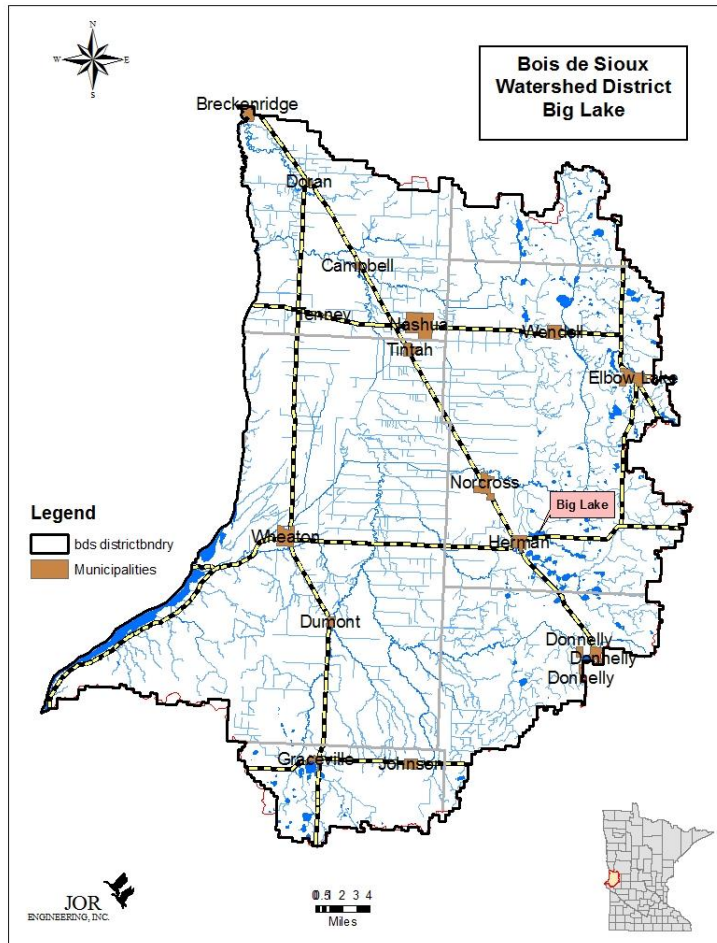 N
W
E
S
Bois de Sioux
Watershed District
Big Lake
Breckenridge
Doran
Campbell
Tenney
Nashua
Wendell
Tintah
Elbow Lake
Norcross
Big Lake
Legend
bds districtbndry
Municipalities
Wheaton
Herman
Dumont
Donnelly
Donnelly
Donnelly
Graceville
Johnson
JOR
ENGINEERING, INC.
0 0.5 1 2 3 4
Miles